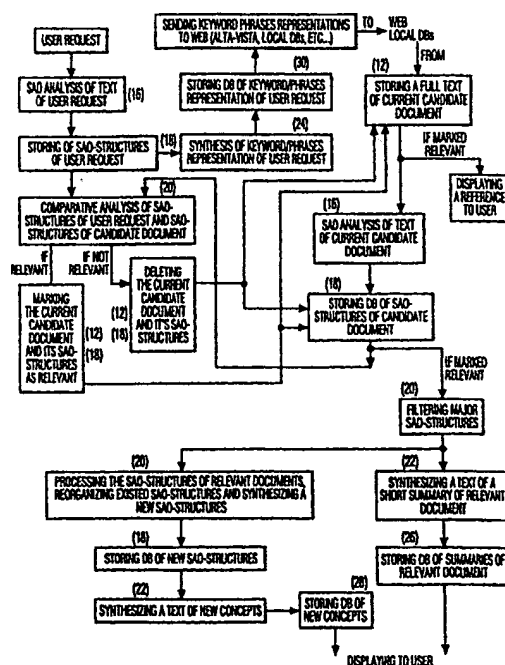 USER REQUEST
SAO ANALYSIS OF TEXT
OF USER REQUEST
(16)
STORING OF SAO-STRUCTURES
OF USER REQUEST
(18)
SENDING KEYWORD PHRASES REPRESENTATIONS
TO WEB (ALTA-VISTA, LOCAL DBs, ETC...)
TO
WEB
LOCAL DBs
FROM
(30)
STORING DB OF KEYWORD/PHRASES
REPRESENTATION OF USER REQUEST
(24)
SYNTHESIS OF KEYWORD/PHRASES
REPRESENTATION OF USER REQUEST
(12)
STORING A FULL TEXT
OF CURRENT CANDIDATE
DOCUMENT
IF MARKED
RELEVANT
DISPLAYING
A REFERENCE
TO USER
(20)
COMPARATIVE ANALYSIS OF SAO-
STRUCTURES OF USER REQUEST AND SAO-
STRUCTURES OF CANDIDATE DOCUMENT
IF
RELEVANT
IF NOT
RELEVANT
(16)
SAO ANALYSIS OF TEXT
OF CURRENT CANDIDATE
DOCUMENT
DELETING
THE CURRENT
CANDIDATE
DOCUMENT
AND IT'S SAO-
STRUCTURES
(12)
(18)
MARKING
THE CURRENT
CANDIDATE
DOCUMENT
AND ITS SAO-
STRUCTURES
AS RELEVANT
(12)
(18)
(18)
STORING DB OF SAO-
STRUCTURES OF
CANDIDATE
DOCUMENT
IF MARKED
RELEVANT
(20)
FILTERING MAJOR
SAO-STRUCTURES
(20)
PROCESSING THE SAO-STRUCTURES OF RELEVANT DOCUMENTS,
REORGANIZING EXISTED SAO-STRUCTURES AND SYNTHESIZING A
NEW SAO-STRUCTURES
(22)
SYNTHESIZING A TEXT OF A
SHORT SUMMARY OF RELEVANT
DOCUMENT
(18)
STORING DB OF NEW SAO-STRUCTURES
(26)
STORING DB OF SUMMARIES OF
RELEVANT DOCUMENT
(22)
SYNTHESIZING A TEXT OF NEW CONCEPTS
(28)
STORING DB OF
NEW CONCEPTS
DISPLAYING TO USER